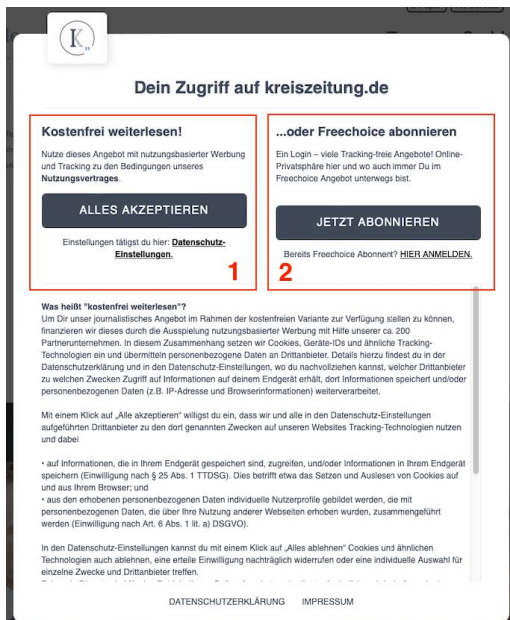 K
Dein Zugriff auf kreiszeitung.de
Kostenfrei weiterlesen!
Nutze dieses Angebot mit nutzungsbasierter Werbung
und Tracking zu den Bedingungen unseres
Nutzungsvertrages.
ALLES AKZEPTIEREN
Einstellungen tätigst du hier: Datenschutz-
Einstellungen.
1
...oder Freechoice abonnieren
Ein Login – viele Tracking-freie Angebote! Online-
Privatsphäre hier und wo auch immer Du im
Freechoice Angebot unterwegs bist.
JETZT ABONNIEREN
Bereits Freechoice Abonnent? HIER ANMELDEN.
2
Was heißt "kostenfrei weiterlesen"?
Um Dir unser journalistisches Angebot im Rahmen der kostenfreien Variante zur Verfügung stellen zu können,
finanzieren wir dieses durch die Ausspielung nutzungsbasierter Werbung mit Hilfe unserer ca. 200
Partnerunternehmen. In diesem Zusammenhang setzen wir Cookies, Geräte-IDs und ähnliche Tracking-
Technologien ein und übermitteln personenbezogene Daten an Drittanbieter. Details hierzu findest du in der
Datenschutzerklärung und in den Datenschutz-Einstellungen, wo du nachvollziehen kannst, welcher Drittanbieter
zu welchen Zwecken Zugriff auf Informationen auf deinem Endgerät erhält, dort Informationen speichert und/oder
personenbezogenen Daten (z.B. IP-Adresse und Browserinformationen) weiterverarbeitet.
Mit einem Klick auf „Alle akzeptieren“ willigst du ein, dass wir und alle in den Datenschutz-Einstellungen
aufgeführten Drittanbieter zu den dort genannten Zwecken auf unseren Websites Tracking-Technologien nutzen
und dabei
• auf Informationen, die in Ihrem Endgerät gespeichert sind, zugreifen, und/oder Informationen in Ihrem Endgerät
speichern (Einwilligung nach § 25 Abs. 1 TTDSG). Dies betrifft etwa das Setzen und Auslesen von Cookies auf
und aus Ihrem Browser; und
• aus den erhobenen personenbezogenen Daten individuelle Nutzerprofile gebildet werden, die mit
personenbezogenen Daten, die über Ihre Nutzung anderer Webseiten erhoben wurden, zusammengeführt
werden (Einwilligung nach Art. 6 Abs. 1 lit. a) DSGVO).
In den Datenschutz-Einstellungen kannst du mit einem Klick auf „Alles ablehnen“ Cookies und ähnlichen
Technologien auch ablehnen, eine erteile Einwilligung nachträglich widerrufen oder eine individuelle Auswahl für
einzelne Zwecke und Drittanbieter treffen.
DATENSCHUTZERKLÄRUNG IMPRESSUM